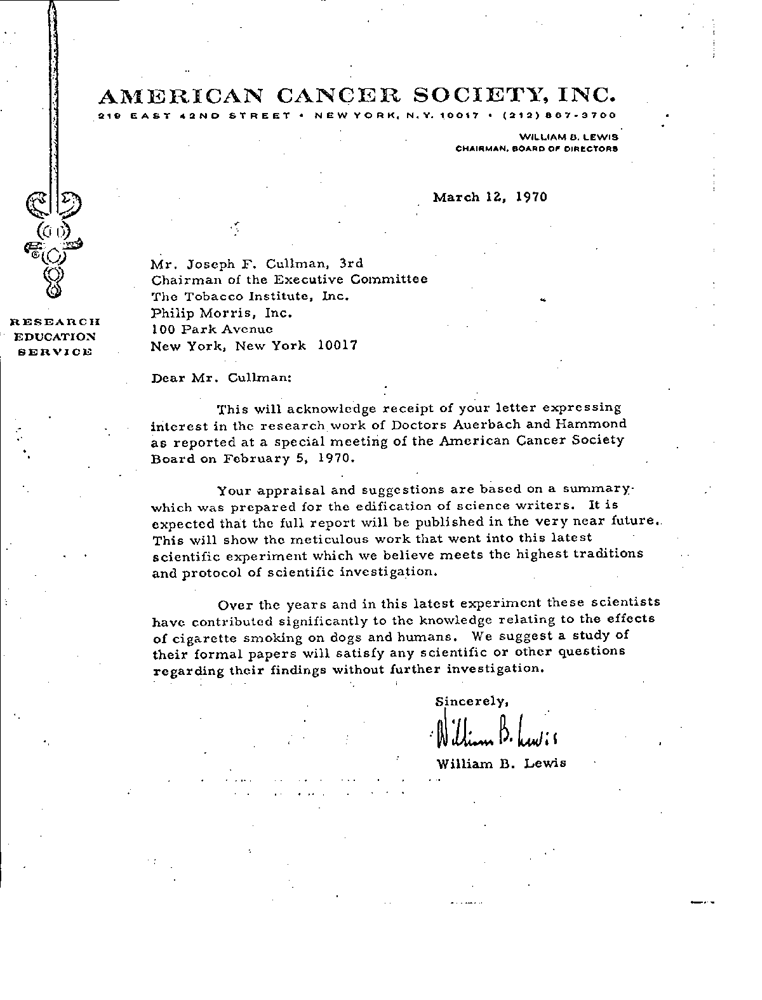 AMERICAN CANCER SOCIETY, INC.
219 EAST 42ND STREET • NEW YORK, N.Y. 10017 • (212) 867-3700
WILLIAM B. LEWIS
CHAIRMAN, BOARD OF DIRECTORS
March 12, 1970
RESEARCH
EDUCATION
SERVICE
Mr. Joseph F. Cullman, 3rd
Chairman of the Executive Committee
The Tobacco Institute, Inc.
Philip Morris, Inc.
100 Park Avenue
New York, New York 10017
Dear Mr. Cullman:
This will acknowledge receipt of your letter expressing
interest in the research work of Doctors Auerbach and Hammond
as reported at a special meeting of the American Cancer Society
Board on February 5, 1970.
Your appraisal and suggestions are based on a summary
which was prepared for the edification of science writers. It is
expected that the full report will be published in the very near future.
This will show the meticulous work that went into this latest
scientific experiment which we believe meets the highest traditions
and protocol of scientific investigation.
Over the years and in this latest experiment these scientists
have contributed significantly to the knowledge relating to the effects
of cigarette smoking on dogs and humans. We suggest a study of
their formal papers will satisfy any scientific or other questions
regarding their findings without further investigation.
Sincerely,
William B. Lewis
William B. Lewis